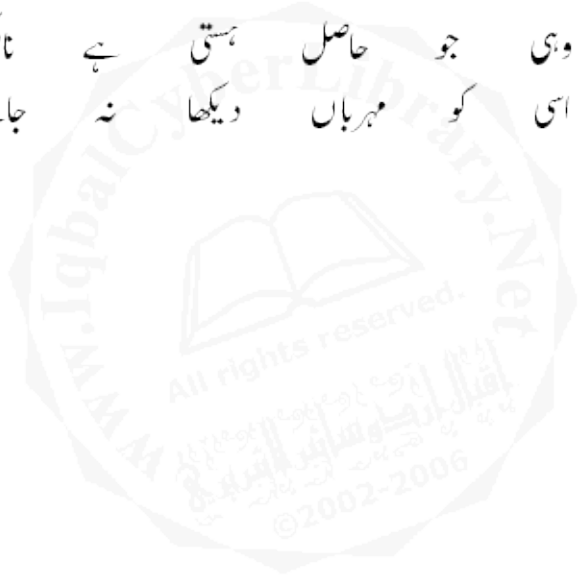 وہی جو حاصل ہستی ہے
اسی کو مہرباں دیکھا نہ
www.IqbalCyberLibrary.Net
All rights reserved.
©2002-2006